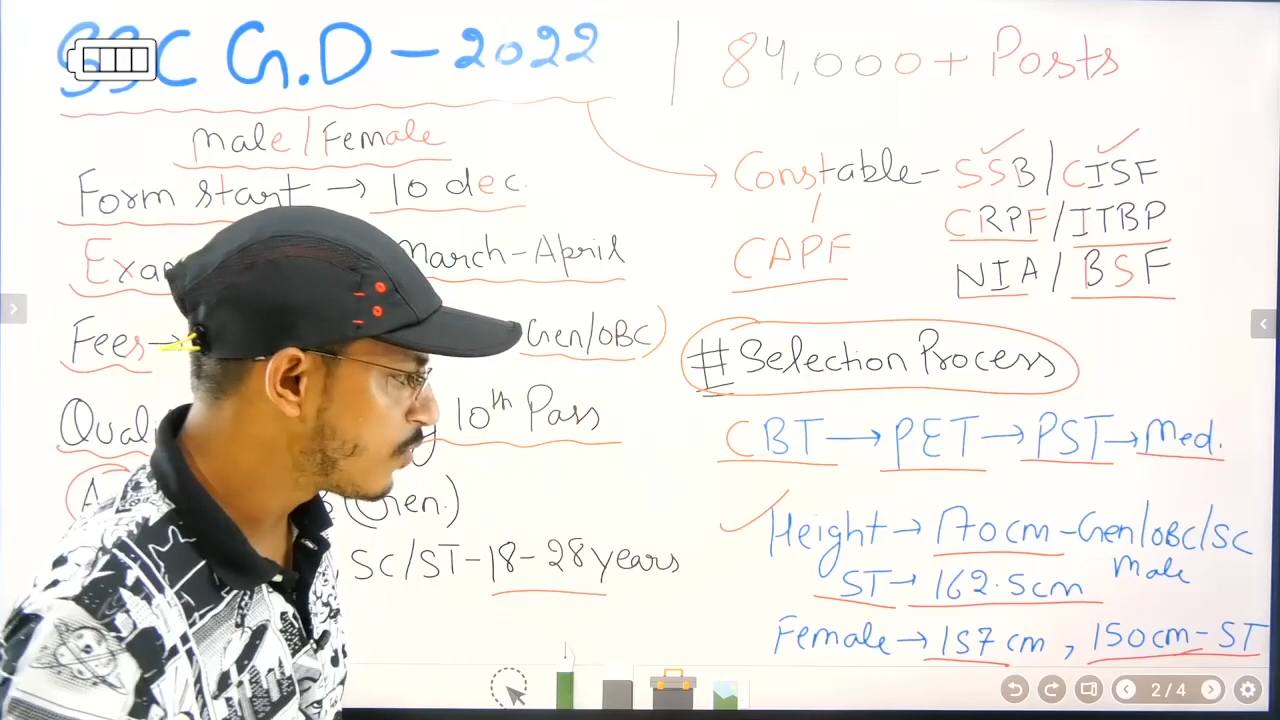 SSC G.D - 2022 | 84,000+ Posts
male/Female
Form start → 10 dec.
March-April
Fees → Gen/OBC)
10th Pass
(Gen.)
SC/ST-18-28 years
Constable - SSB/CISF
CAPF
CRPF/ITBP
NIA/BSF
# Selection Process
CBT → PET → PST → Med.
Height → 170cm-Gen/OBC/SC
male
ST → 162.5cm
Female → 157cm, 150cm-ST
2/4